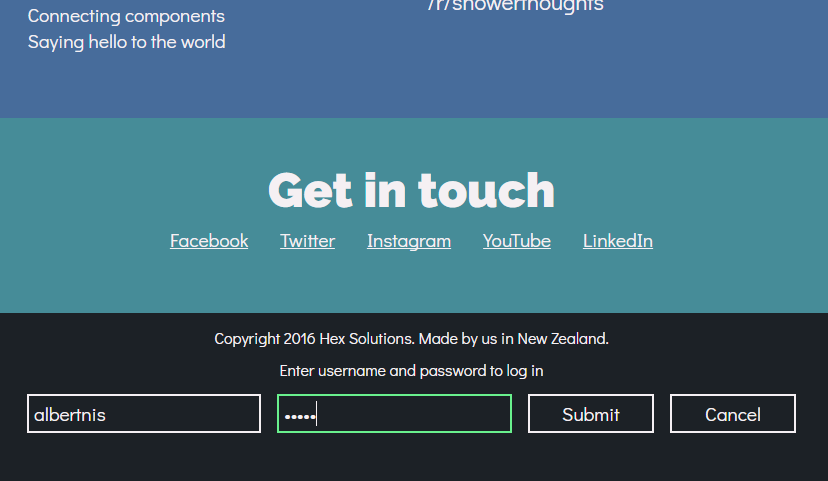 Connecting components
Saying hello to the world
/r/showerthoughts
Get in touch
Facebook Twitter Instagram YouTube LinkedIn
Copyright 2016 Hex Solutions. Made by us in New Zealand.
Enter username and password to log in
albertnis ••••• Submit Cancel